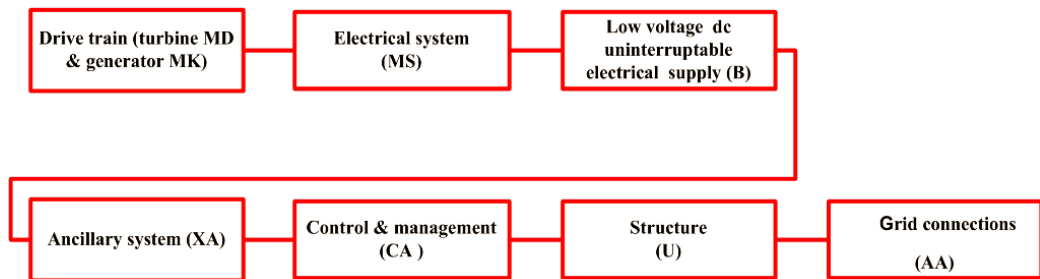 Drive train (turbine MD
& generator MK)
Electrical system
(MS)
Low voltage dc
uninterruptable
electrical supply (B)
Ancillary system (XA)
Control & management
(CA )
Structure
(U)
Grid connections
(AA)